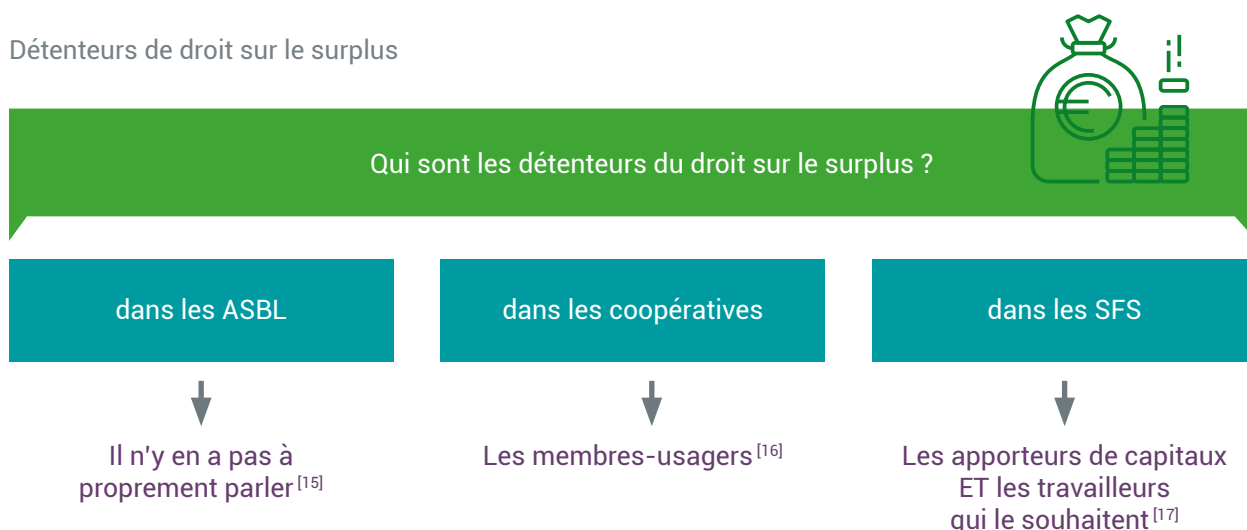 Détenteurs de droit sur le surplus
Qui sont les détenteurs du droit sur le surplus ?
dans les ASBL
dans les coopératives
dans les SFS
Il n'y en a pas à
proprement parler [15]
Les membres-usagers [16]
Les apporteurs de capitaux
ET les travailleurs
qui le souhaitent [17]